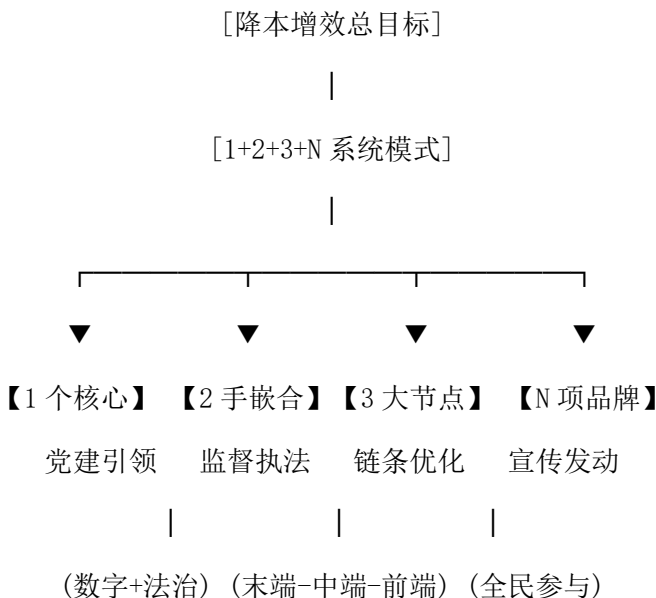 [降本增效总目标]
[1+2+3+N 系统模式]
【1 个核心】 【2 手嵌合】 【3 大节点】 【N 项品牌】
党建引领 监督执法 链条优化 宣传发动
(数字+法治) (末端-中端-前端) (全民参与)